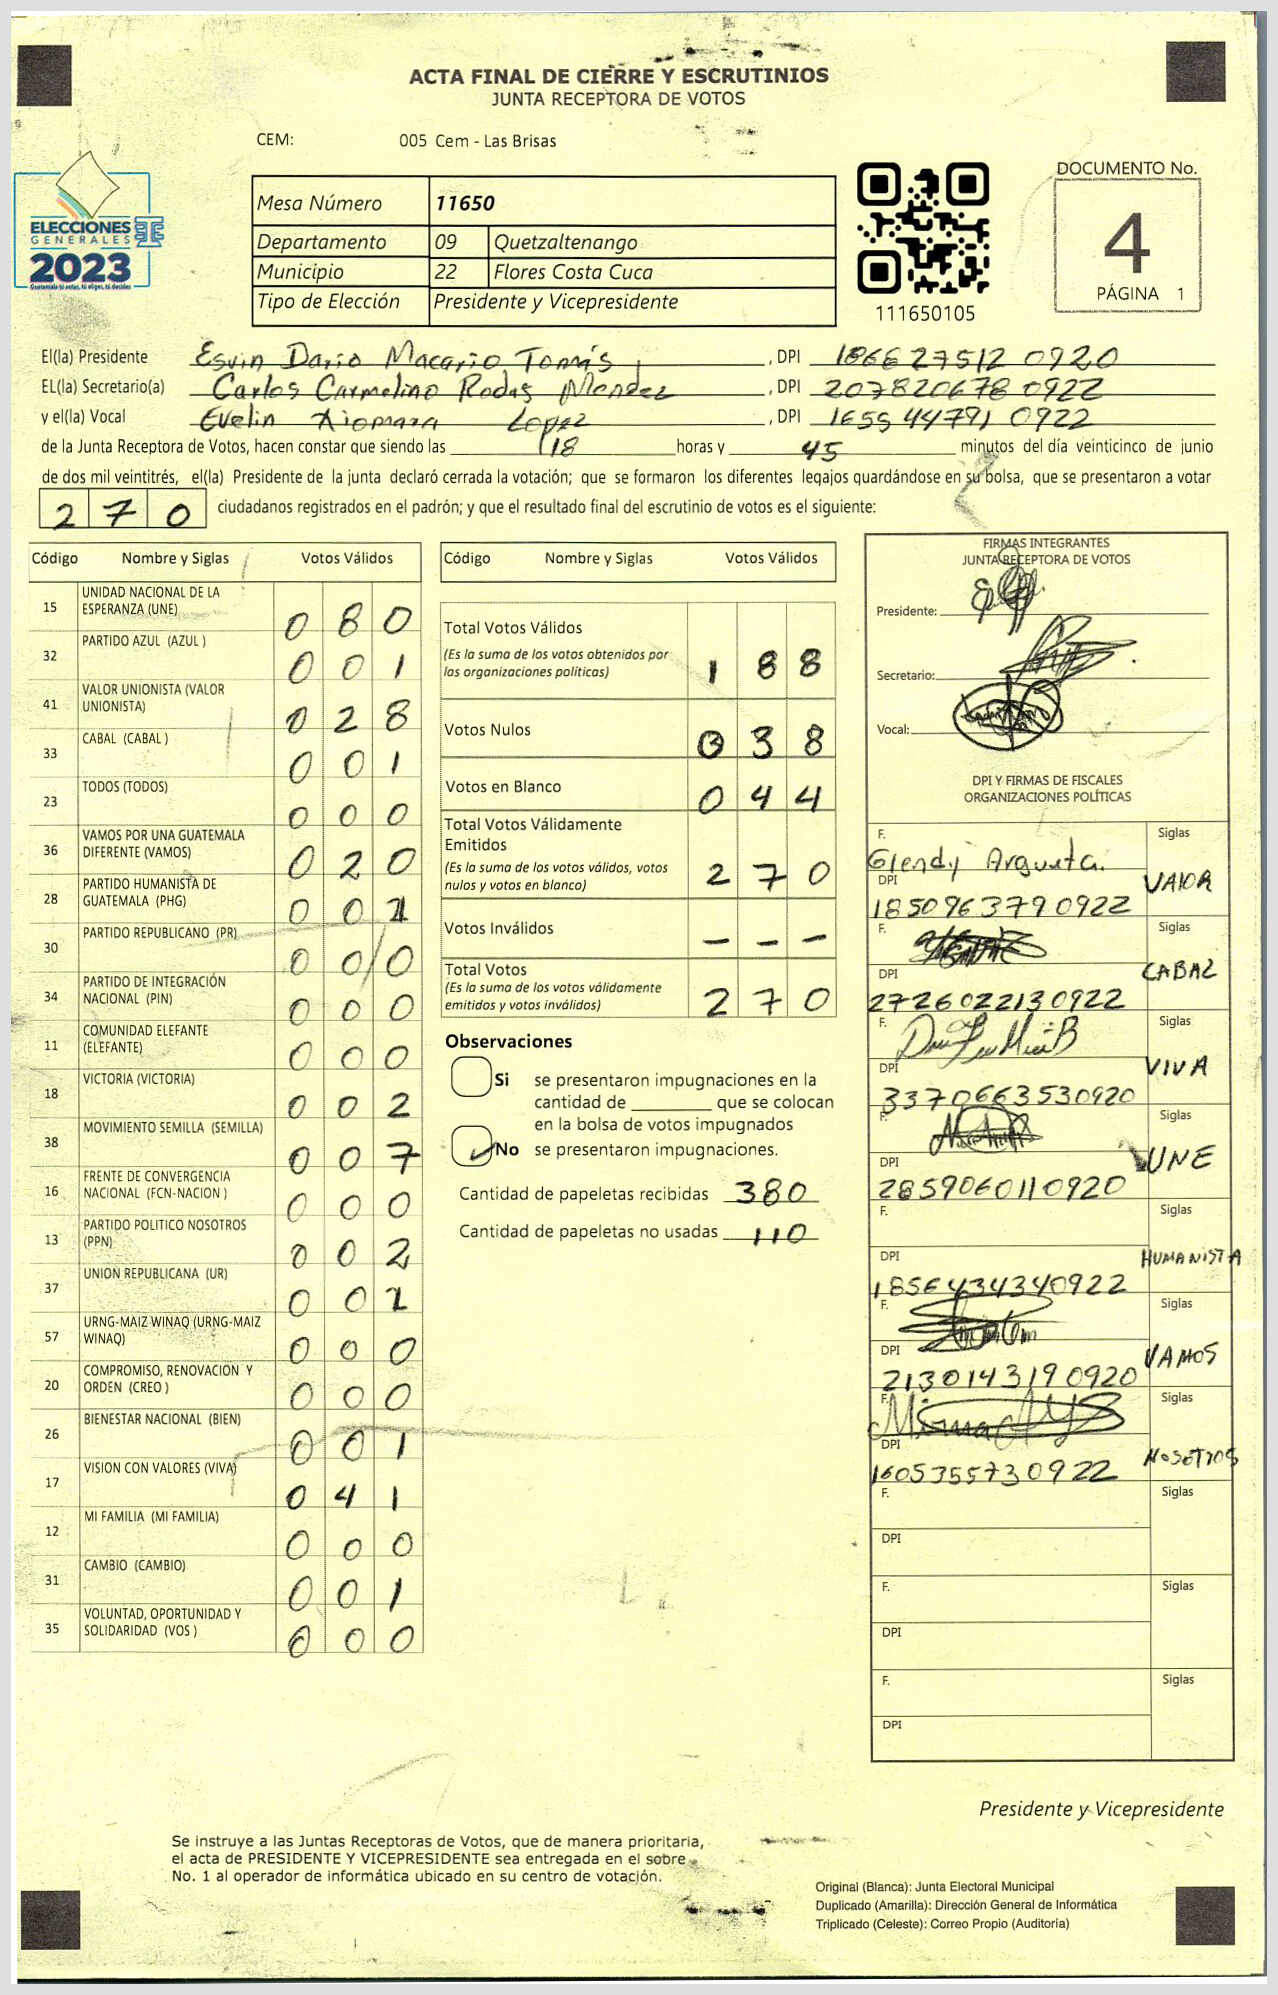 ACTA FINAL DE CIERRE Y ESCRUTINIOS
JUNTA RECEPTORA DE VOTOS
CEM: 005 Cem - Las Brisas
ELECCIONES
GENERALES
2023
Guatemala tú votas, tú eliges, tú decides
Mesa Número 11650
Departamento 09 Quetzaltenango
Municipio 22 Flores Costa Cuca
Tipo de Elección Presidente y Vicepresidente
111650105
DOCUMENTO No.
4
PÁGINA 1
El(la) Presidente Esvin Dario Macario Tomás, DPI 1866 27512 0920
EL(la) Secretario(a) Carlos Carmelino Rodas Mendez, DPI 207820678 0922
y el(la) Vocal Evelin Xiomara Lopez, DPI 1655 44791 0922
de la Junta Receptora de Votos, hacen constar que siendo las 18 horas y 45 minutos del día veinticinco de junio
de dos mil veintitrés, el(la) Presidente de la junta declaró cerrada la votación; que se formaron los diferentes legajos guardándose en su bolsa, que se presentaron a votar
270 ciudadanos registrados en el padrón; y que el resultado final del escrutinio de votos es el siguiente:
Código Nombre y Siglas Votos Válidos
15 UNIDAD NACIONAL DE LA ESPERANZA (UNE) 0 8 0
32 PARTIDO AZUL (AZUL ) 0 0 1
41 VALOR UNIONISTA (VALOR UNIONISTA) 0 2 8
33 CABAL (CABAL ) 0 0 1
23 TODOS (TODOS) 0 0 0
36 VAMOS POR UNA GUATEMALA DIFERENTE (VAMOS) 0 2 0
28 PARTIDO HUMANISTA DE GUATEMALA (PHG) 0 0 1
30 PARTIDO REPUBLICANO (PR) 0 0 0
34 PARTIDO DE INTEGRACIÓN NACIONAL (PIN) 0 0 0
11 COMUNIDAD ELEFANTE (ELEFANTE) 0 0 0
18 VICTORIA (VICTORIA) 0 0 2
38 MOVIMIENTO SEMILLA (SEMILLA) 0 0 7
16 FRENTE DE CONVERGENCIA NACIONAL (FCN-NACION ) 0 0 0
13 PARTIDO POLITICO NOSOTROS (PPN) 0 0 2
37 UNION REPUBLICANA (UR) 0 0 1
57 URNG-MAIZ WINAQ (URNG-MAIZ WINAQ) 0 0 0
20 COMPROMISO, RENOVACION Y ORDEN (CREO ) 0 0 0
26 BIENESTAR NACIONAL (BIEN) 0 0 1
17 VISION CON VALORES (VIVA) 0 4 1
12 MI FAMILIA (MI FAMILIA) 0 0 0
31 CAMBIO (CAMBIO) 0 0 1
35 VOLUNTAD, OPORTUNIDAD Y SOLIDARIDAD (VOS ) 0 0 0
Código Nombre y Siglas Votos Válidos
Total Votos Válidos 1 8 8
(Es la suma de los votos obtenidos por
las organizaciones políticas)
Votos Nulos 0 3 8
Votos en Blanco 0 4 4
Total Votos Válidamente
Emitidos
(Es la suma de los votos válidos, votos
nulos y votos en blanco) 2 7 0
Votos Inválidos - - -
Total Votos
(Es la suma de los votos válidamente
emitidos y votos inválidos) 2 7 0
Observaciones
Si se presentaron impugnaciones en la
cantidad de ________ que se colocan
en la bolsa de votos impugnados
No se presentaron impugnaciones.
Cantidad de papeletas recibidas 380
Cantidad de papeletas no usadas 110
FIRMAS INTEGRANTES
JUNTA RECEPTORA DE VOTOS
Presidente:
Secretario:
Vocal:
DPI Y FIRMAS DE FISCALES
ORGANIZACIONES POLÍTICAS
F. Glendy Argueta. Siglas
DPI 1850963790922 VALOR
F. Siglas
DPI 2726022130922 CABAL
F. Siglas
DPI 3370663530920 VIVA
F. Siglas
DPI 2859060110920 UNE
F. Siglas
DPI 1856434340922 HUMANISTA
F. Siglas
DPI 2130143190920 VAMOS
F. Siglas
DPI 1605355730922 NOSOTROS
F. Siglas
DPI
F. Siglas
DPI
F. Siglas
DPI
Presidente y Vicepresidente
Se instruye a las Juntas Receptoras de Votos, que de manera prioritaria,
el acta de PRESIDENTE Y VICEPRESIDENTE sea entregada en el sobre
No. 1 al operador de informática ubicado en su centro de votación.
Original (Blanca): Junta Electoral Municipal
Duplicado (Amarilla): Dirección General de Informática
Triplicado (Celeste): Correo Propio (Auditoría)